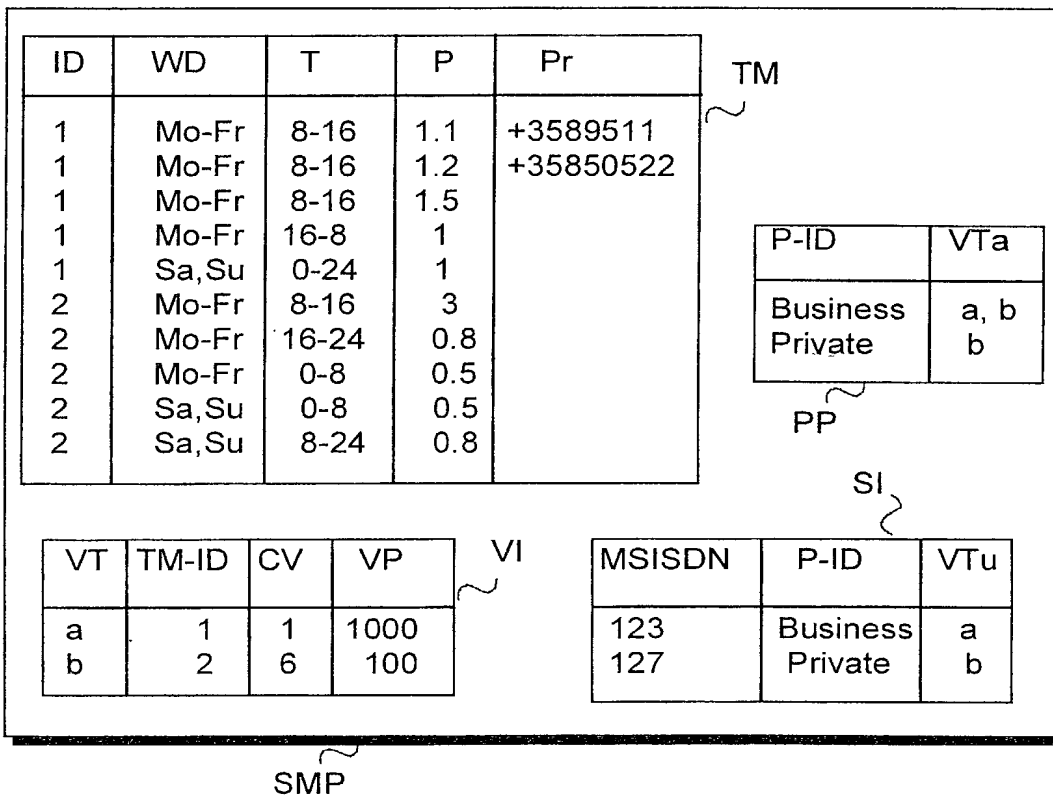 ID WD T P Pr
TM
1 Mo-Fr 8-16 1.1 +3589511
1 Mo-Fr 8-16 1.2 +35850522
1 Mo-Fr 8-16 1.5
1 Mo-Fr 16-8 1
1 Sa,Su 0-24 1
2 Mo-Fr 8-16 3
2 Mo-Fr 16-24 0.8
2 Mo-Fr 0-8 0.5
2 Sa,Su 0-8 0.5
2 Sa,Su 8-24 0.8
P-ID VTa
Business a, b
Private b
PP
SI
VT TM-ID CV VP
a 1 1 1000
b 2 6 100
VI
MSISDN P-ID VTu
123 Business a
127 Private b
SMP